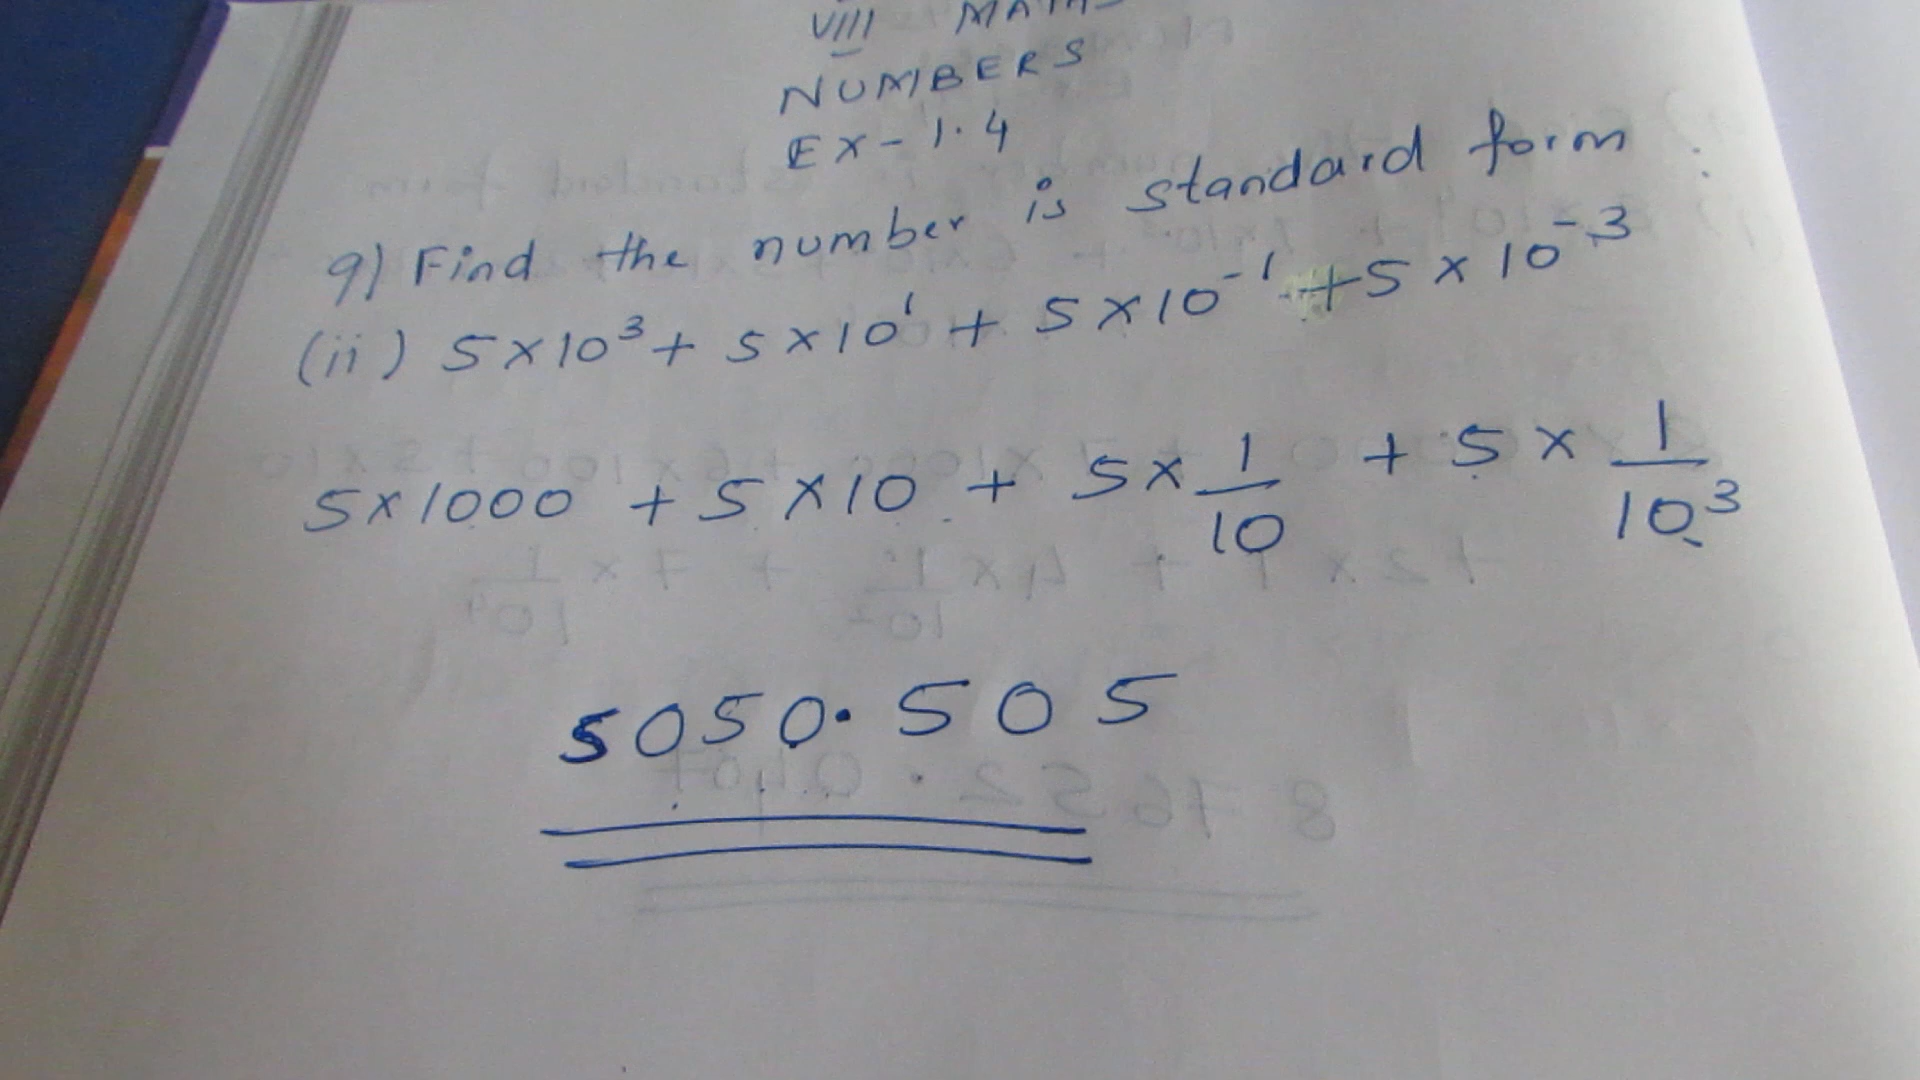 VIII MATH
NUMBERS
EX-1.4
9) Find the number is standard form
(ii) 5×10³ + 5×10¹ + 5×10⁻¹ + 5×10⁻³
5×1000 + 5×10 + 5×1/10 + 5×1/10³
5050.505